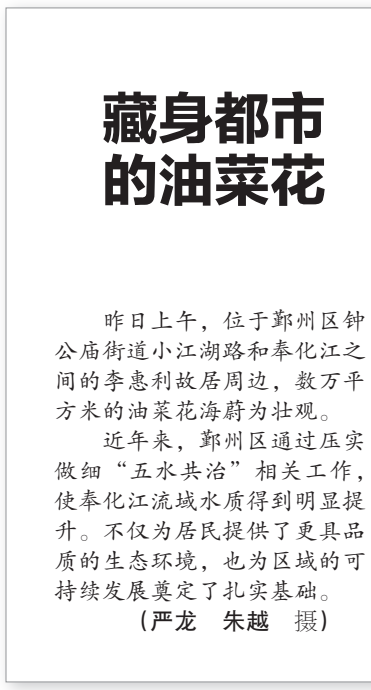 藏身都市
的油菜花
昨日上午，位于鄞州区钟
公庙街道小江湖路和奉化江之
间的李惠利故居周边，数万平
方米的油菜花海蔚为壮观。
近年来，鄞州区通过压实
做细“五水共治”相关工作，
使奉化江流域水质得到明显提
升。不仅为居民提供了更具品
质的生态环境，也为区域的可
持续发展奠定了扎实基础。
（严龙　朱越　摄）